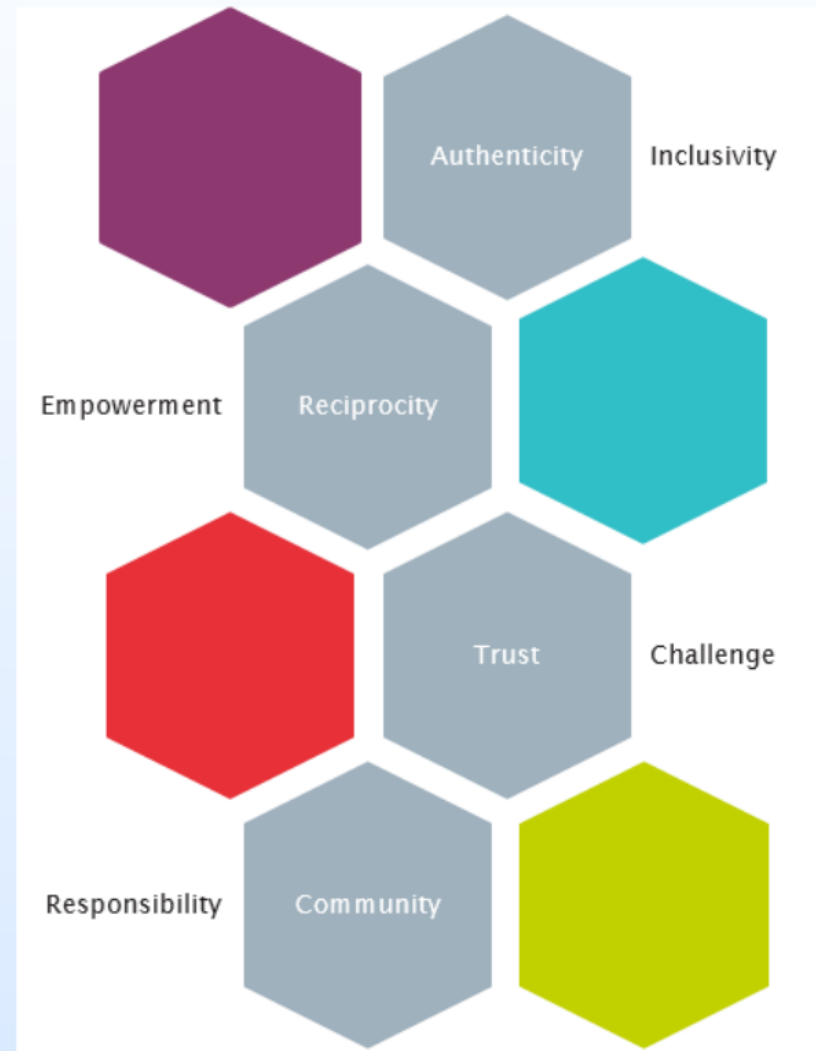 Authenticity
Inclusivity
Empowerment
Reciprocity
Trust
Challenge
Responsibility
Community